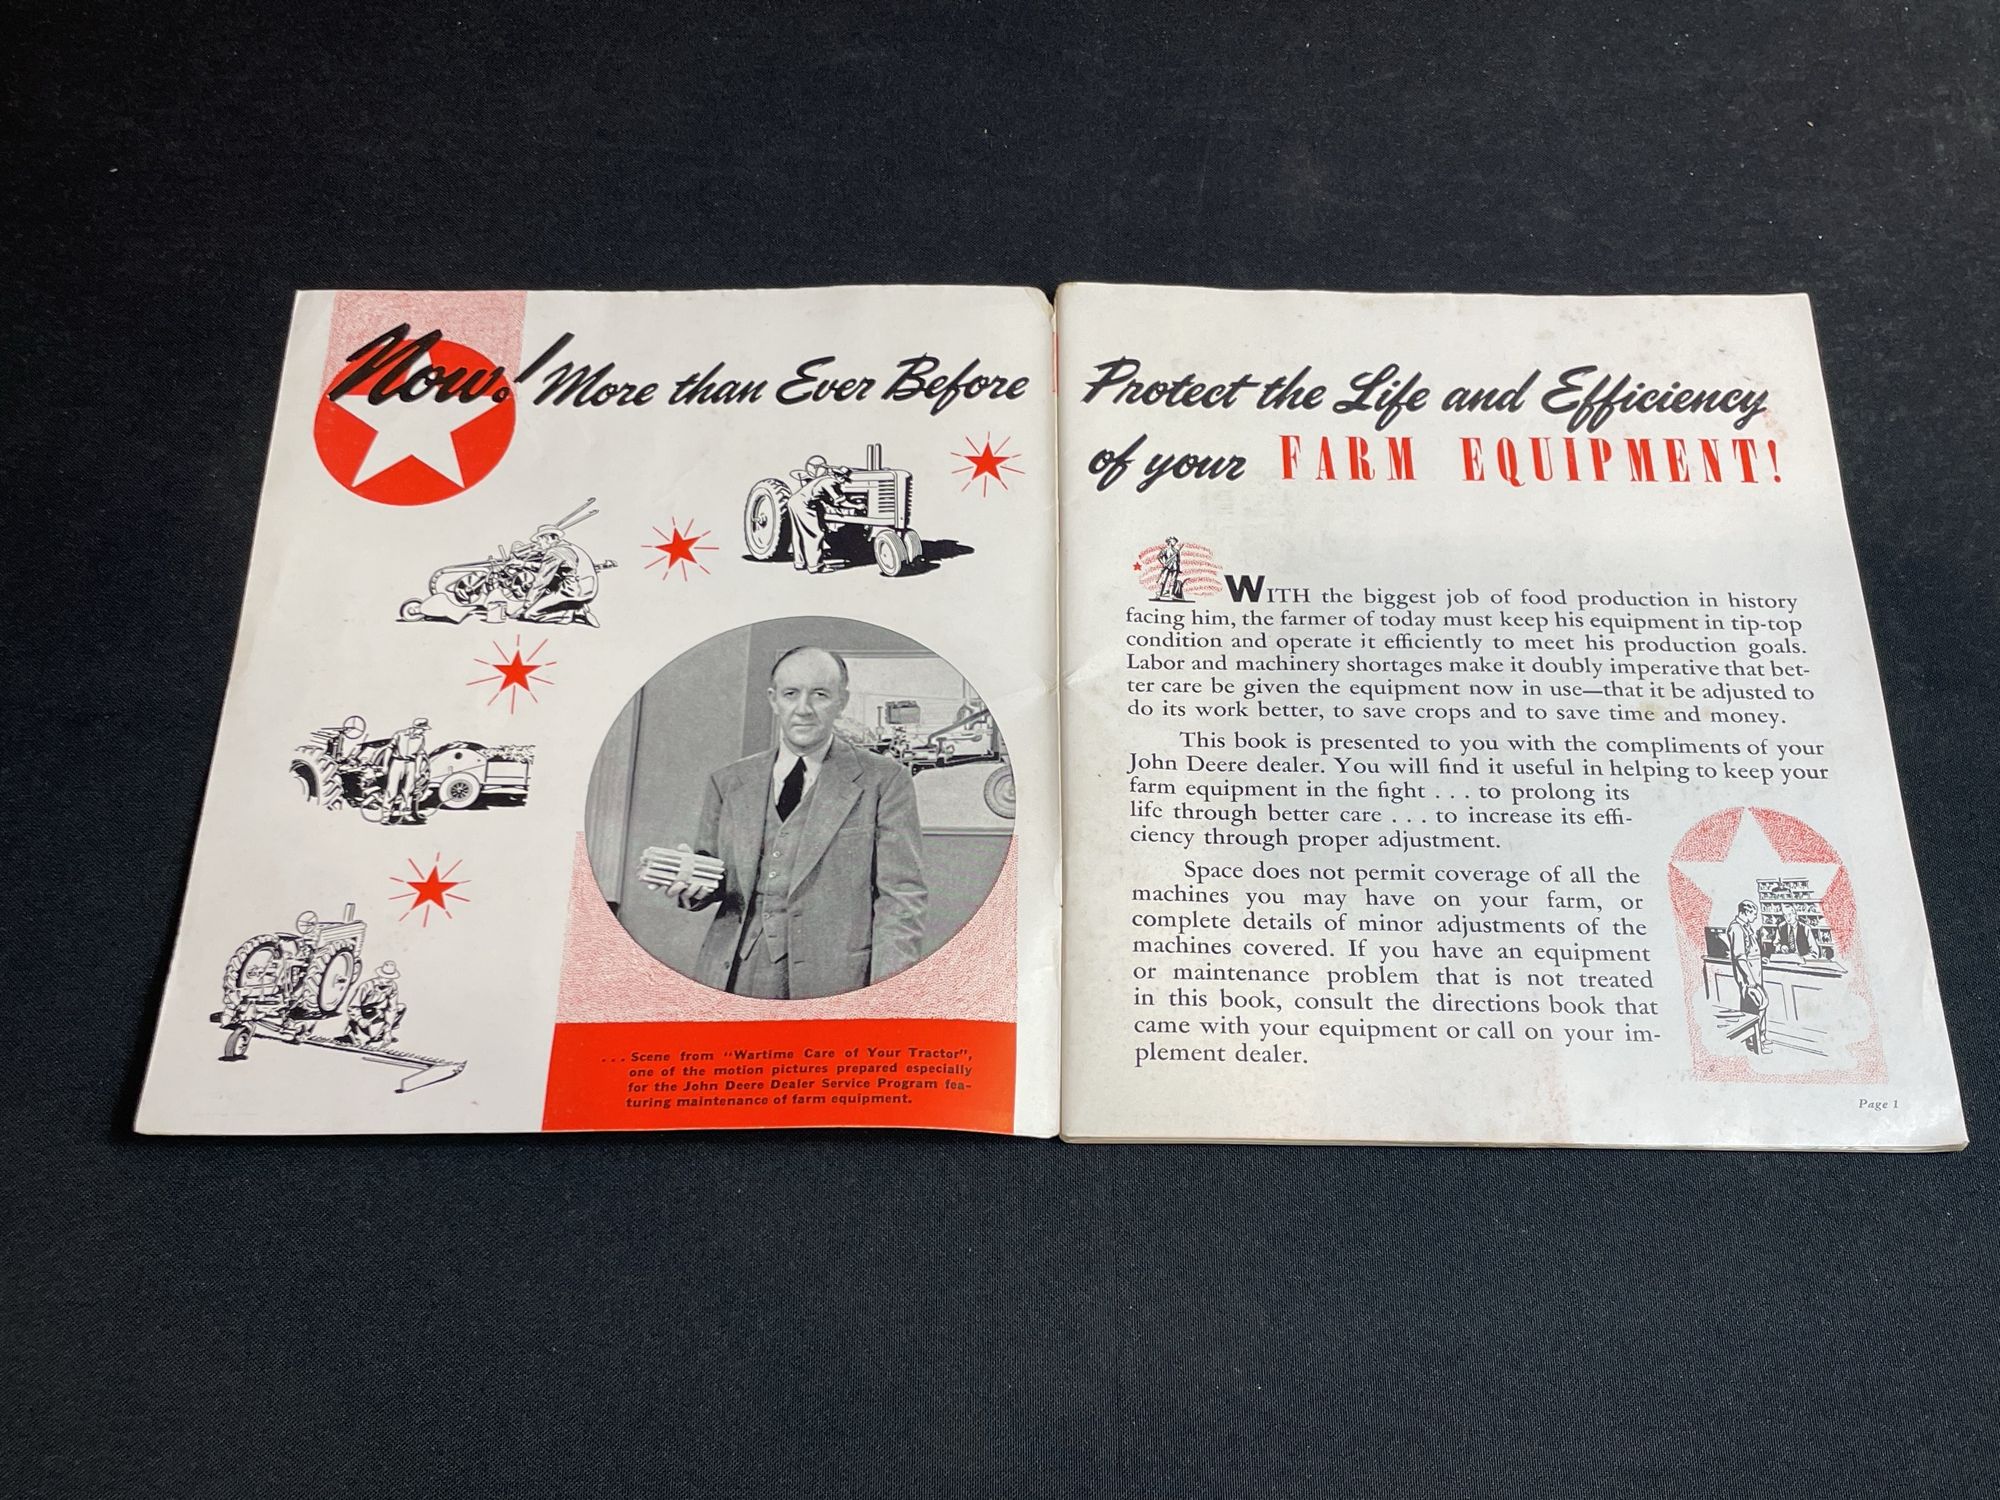 Now! More than Ever Before
... Scene from "Wartime Care of Your Tractor",
one of the motion pictures prepared especially
for the John Deere Dealer Service Program fea-
turing maintenance of farm equipment.
Protect the Life and Efficiency
of your FARM EQUIPMENT!
WITH the biggest job of food production in history
facing him, the farmer of today must keep his equipment in tip-top
condition and operate it efficiently to meet his production goals.
Labor and machinery shortages make it doubly imperative that bet-
ter care be given the equipment now in use—that it be adjusted to
do its work better, to save crops and to save time and money.
This book is presented to you with the compliments of your
John Deere dealer. You will find it useful in helping to keep your
farm equipment in the fight . . . to prolong its
life through better care . . . to increase its effi-
ciency through proper adjustment.
Space does not permit coverage of all the
machines you may have on your farm, or
complete details of minor adjustments of the
machines covered. If you have an equipment
or maintenance problem that is not treated
in this book, consult the directions book that
came with your equipment or call on your im-
plement dealer.
Page 1